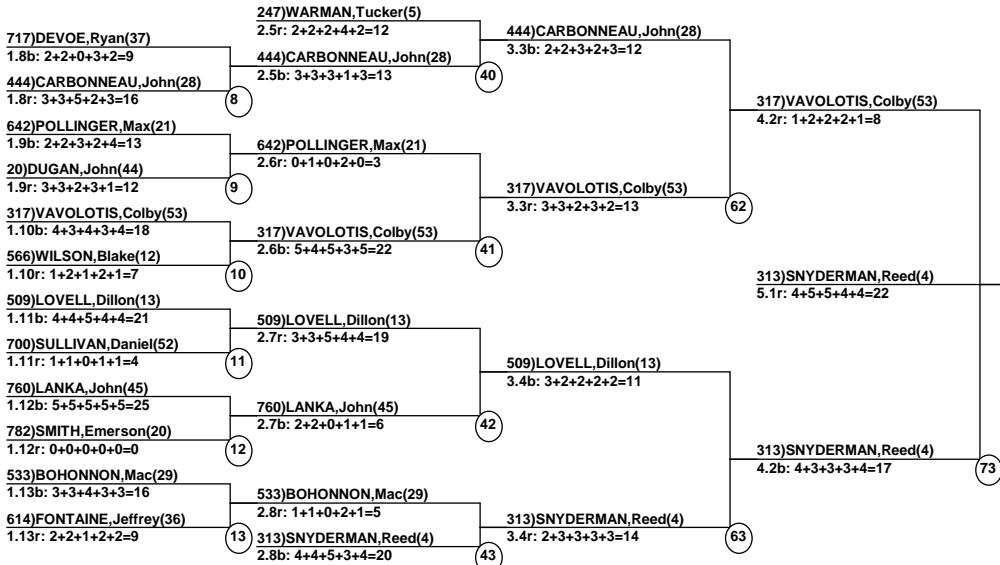 717)DEVOE,Ryan(37)
1.8b: 2+2+0+3+2=9
444)CARBONNEAU,John(28)
1.8r: 3+3+5+2+3=16
8
642)POLLINGER,Max(21)
1.9b: 2+2+3+2+4=13
20)DUGAN,John(44)
1.9r: 3+3+2+3+1=12
9
317)VAVOLOTIS,Colby(53)
1.10b: 4+3+4+3+4=18
566)WILSON,Blake(12)
1.10r: 1+2+1+2+1=7
10
509)LOVELL,Dillon(13)
1.11b: 4+4+5+4+4=21
700)SULLIVAN,Daniel(52)
1.11r: 1+1+0+1+1=4
11
760)LANKA,John(45)
1.12b: 5+5+5+5+5=25
782)SMITH,Emerson(20)
1.12r: 0+0+0+0+0=0
12
533)BOHONNON,Mac(29)
1.13b: 3+3+4+3+3=16
614)FONTAINE,Jeffrey(36)
1.13r: 2+2+1+2+2=9
13
247)WARMAN,Tucker(5)
2.5r: 2+2+2+4+2=12
444)CARBONNEAU,John(28)
2.5b: 3+3+3+1+3=13
40
642)POLLINGER,Max(21)
2.6r: 0+1+0+2+0=3
317)VAVOLOTIS,Colby(53)
2.6b: 5+4+5+3+5=22
41
509)LOVELL,Dillon(13)
2.7r: 3+3+5+4+4=19
760)LANKA,John(45)
2.7b: 2+2+0+1+1=6
42
533)BOHONNON,Mac(29)
2.8r: 1+1+0+2+1=5
313)SNYDERMAN,Reed(4)
2.8b: 4+4+5+3+4=20
43
444)CARBONNEAU,John(28)
3.3b: 2+2+3+2+3=12
317)VAVOLOTIS,Colby(53)
3.3r: 3+3+2+3+2=13
62
509)LOVELL,Dillon(13)
3.4b: 3+2+2+2+2=11
313)SNYDERMAN,Reed(4)
3.4r: 2+3+3+3+3=14
63
317)VAVOLOTIS,Colby(53)
4.2r: 1+2+2+2+1=8
313)SNYDERMAN,Reed(4)
4.2b: 4+3+3+3+4=17
73
313)SNYDERMAN,Reed(4)
5.1r: 4+5+5+4+4=22